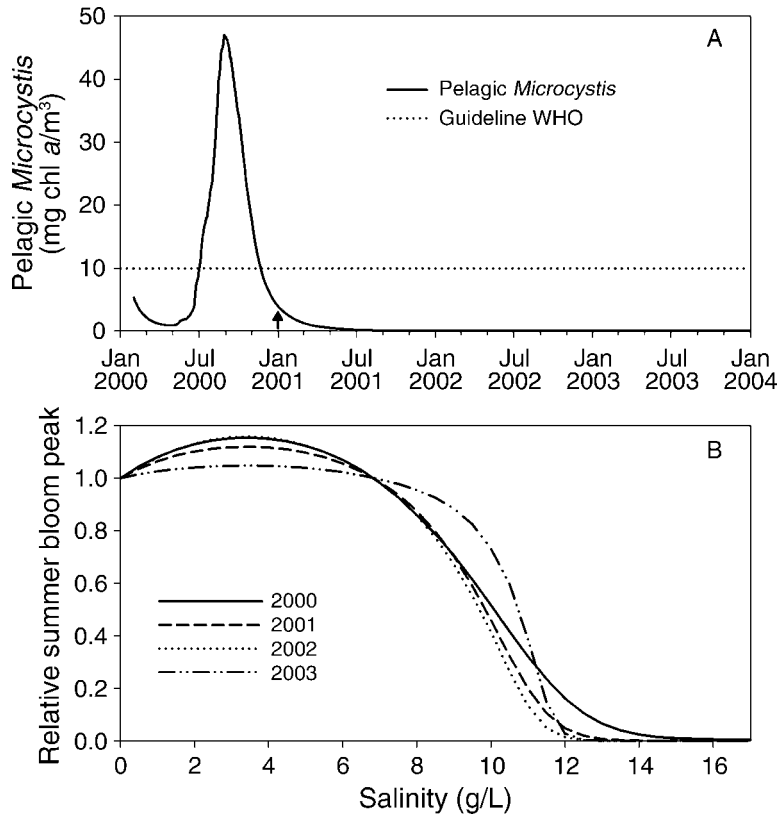 50
40
30
20
10
0
Pelagic Microcystis
(mg chl a/m³)
A
Pelagic Microcystis
Guideline WHO
Jan Jul Jan Jul Jan Jul Jan Jul Jan
2000 2000 2001 2001 2002 2002 2003 2003 2004
1.2
1.0
0.8
0.6
0.4
0.2
0.0
Relative summer bloom peak
B
2000
2001
2002
2003
0 2 4 6 8 10 12 14 16
Salinity (g/L)